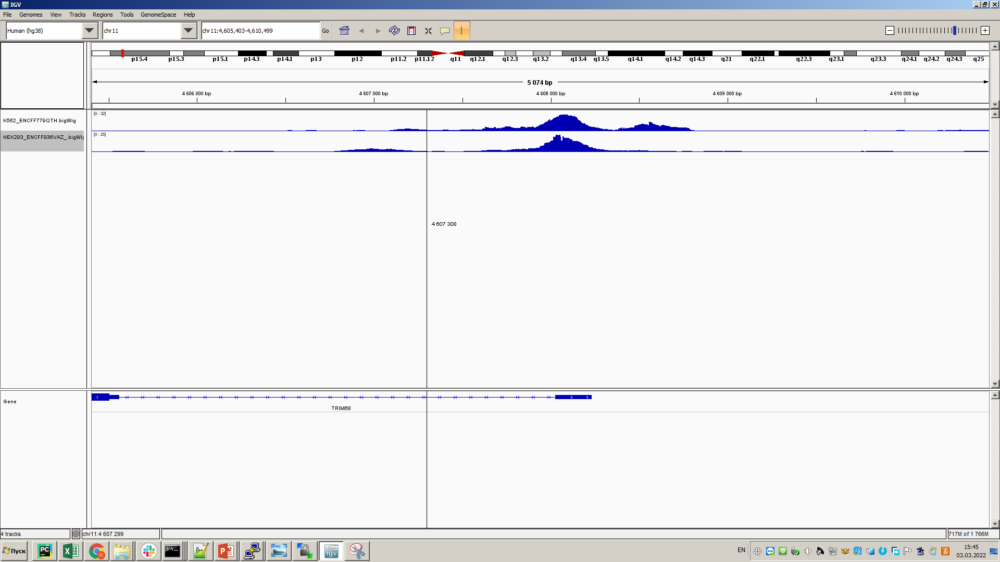 IGV
File Genomes View Tracks Regions Tools GenomeSpace Help
Human (hg38) chr11 chr11:4,605,403-4,610,499 Go
p15.4 p15.3 p15.1 p14.3 p14.1 p13 p12 p11.2 p11.12 q11 q12.1 q12.3 q13.2 q13.4 q13.5 q14.1 q14.2 q14.3 q21 q22.1 q22.3 q23.1 q23.3 q24.1 q24.2 q24.3 q25
5 074 bp
4 606 000 bp 4 607 000 bp 4 608 000 bp 4 609 000 bp 4 610 000 bp
[0 - 32]
K562_ENCFF779QTH.bigWig
[0 - 25]
HEK293_ENCFF936VAZ_.bigWig
4 607 308
Gene
TRIM68
4 tracks chr11:4 607 299 717M of 1 766M
Пуск EN 15:45
03.03.2022